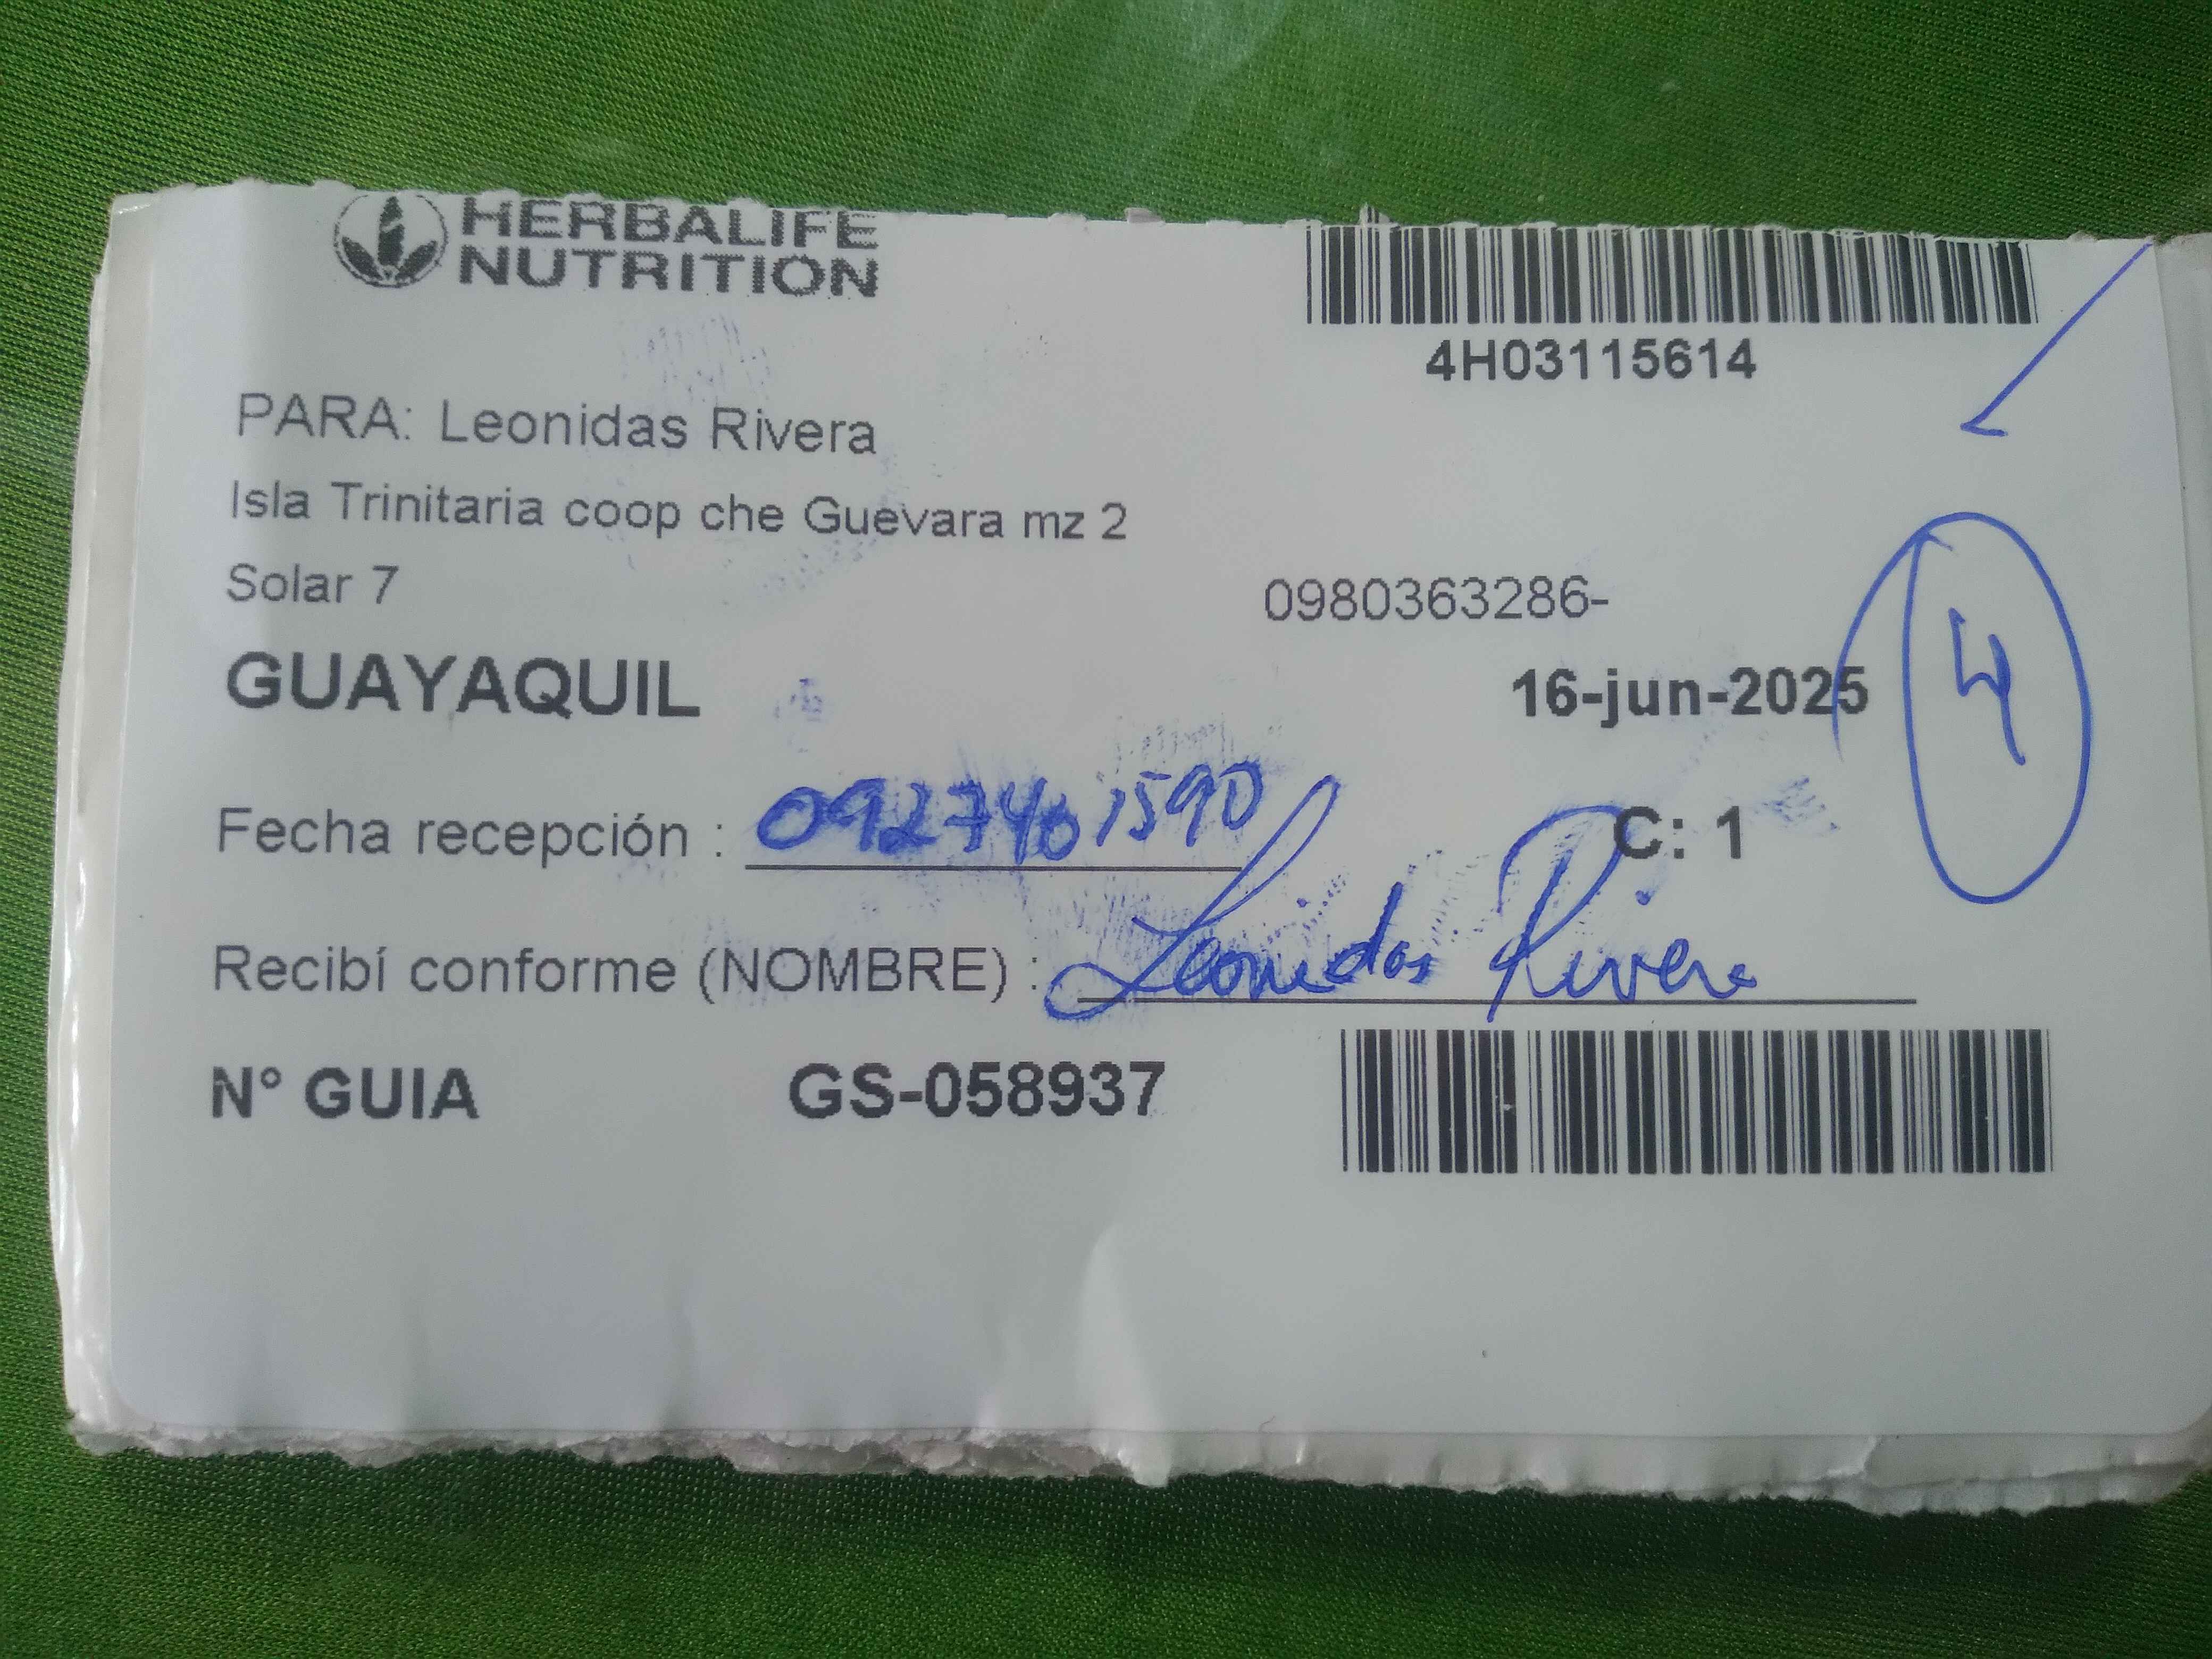 HERBALIFE
NUTRITION
4H03115614
PARA: Leonidas Rivera
Isla Trinitaria coop che Guevara mz 2
Solar 7
0980363286-
GUAYAQUIL
16-jun-2025
4
Fecha recepción : 0927461590
C: 1
Recibí conforme (NOMBRE) : Leonidas Rivera
N° GUIA GS-058937